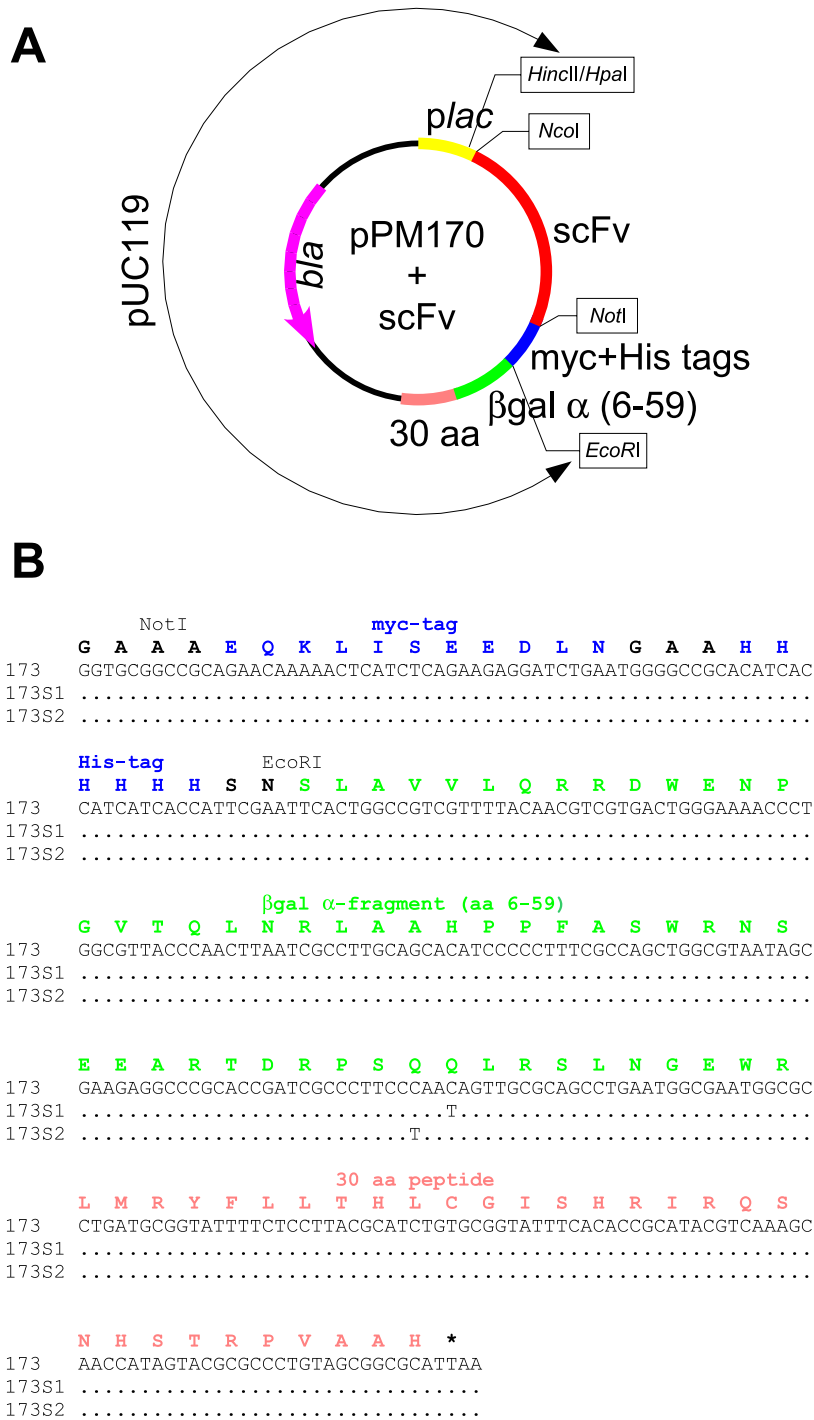 A
HincII/HpaI
plac
NcoI
pUC119
bla
pPM170
+
scFv
scFv
NotI
myc+His tags
βgal α (6-59)
30 aa
EcoRI
B
NotI myc-tag
G A A A E Q K L I S E E D L N G A A H H
173 GGTGCGGCCGCAGAACAAAAACTCATCTCAGAAGAGGATCTGAATGGGGCCGCACATCAC
173S1 ............................................................
173S2 ............................................................
His-tag EcoRI
H H H H S N S L A V V L Q R R D W E N P
173 CATCATCACCATTCGAATTCACTGGCCGTCGTTTTACAACGTCGTGACTGGGAAAACCCT
173S1 ............................................................
173S2 ............................................................
βgal α-fragment (aa 6-59)
G V T Q L N R L A A H P P F A S W R N S
173 GGCGTTACCCAACTTAATCGCCTTGCAGCACATCCCCCTTTCGCCAGCTGGCGTAATAGC
173S1 ............................................................
173S2 ............................................................
E E A R T D R P S Q Q L R S L N G E W R
173 GAAGAGGCCCGCACCGATCGCCCTTCCCAACAGTTGCGCAGCCTGAATGGCGAATGGCGC
173S1 ..............................T.............................
173S2 ...........................T................................
30 aa peptide
L M R Y F L L T H L C G I S H R I R Q S
173 CTGATGCGGTATTTTCTCCTTACGCATCTGTGCGGTATTTCACACCGCATACGTCAAAGC
173S1 ............................................................
173S2 ............................................................
N H S T R P V A A H *
173 AACCATAGTACGCGCCCTGTAGCGGCGCATTAA
173S1 .................................
173S2 .................................